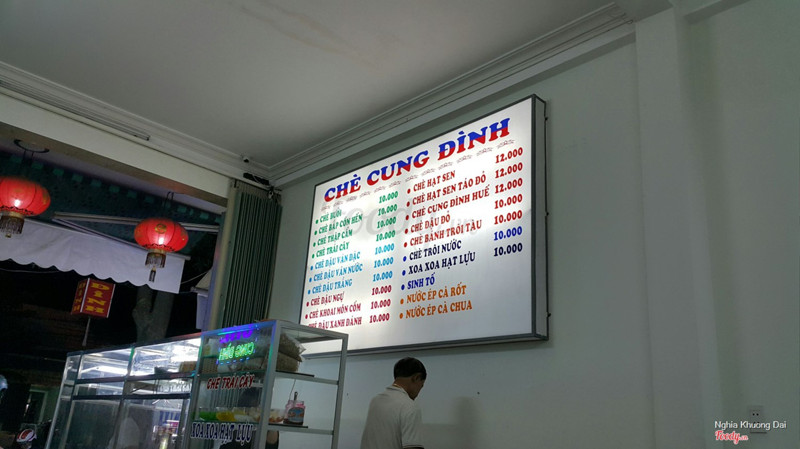 CHÈ CUNG ĐÌNH
CHÈ BƯỞI 10.000
CHÈ BẮP CỒN HẾN 10.000
CHÈ THẬP CẨM 10.000
CHÈ TRÁI CÂY 10.000
CHÈ ĐẬU VÁN ĐẶC 10.000
CHÈ ĐẬU VÁN NƯỚC 10.000
CHÈ ĐẬU TRẮNG 10.000
CHÈ ĐẬU NGỰ 10.000
CHÈ KHOAI MÔN CỐM 10.000
CHÈ ĐẬU XANH ĐÁNH 10.000
CHÈ HẠT SEN 12.000
CHÈ HẠT SEN TÁO ĐỎ 12.000
CHÈ CUNG ĐÌNH HUẾ 12.000
CHÈ ĐẬU ĐỎ 10.000
CHÈ BÁNH TRÔI TÀU 10.000
CHÈ TRÔI NƯỚC 10.000
XOA XOA HẠT LỰU 10.000
SINH TỐ
NƯỚC ÉP CÀ RỐT
NƯỚC ÉP CÀ CHUA
CHÈ TRÁI CÂY
XOA XOA HẠT LỰU
Nghia Khuong Dai
Foody.vn